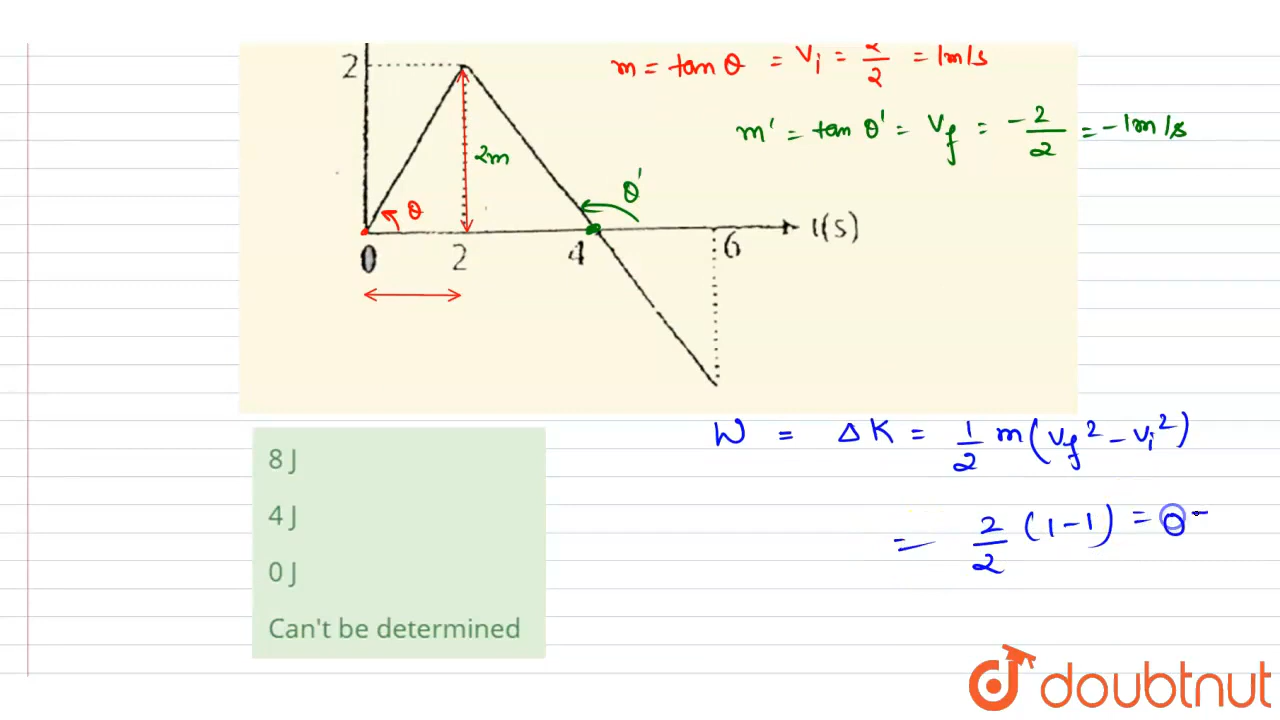 2
m = tan θ = Vi = 2/2 = 1m/s
m' = tan θ' = Vf = -2/2 = -1m/s
2m
θ'
θ
t(S)
0
2
4
6
W = ΔK = 1/2 m(Vf² - Vi²)
= 2/2 (1-1) = 0
8 J
4 J
0 J
Can't be determined
doubtnut